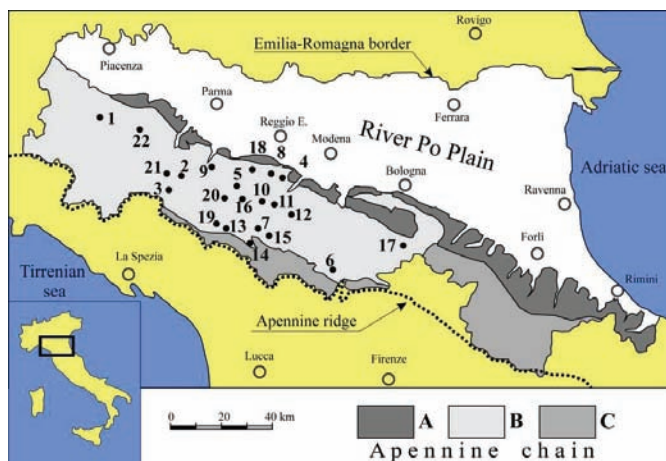 Rovigo
Emilia-Romagna border
Piacenza
Parma
Ferrara
Reggio E.
Modena
River Po Plain
Adriatic sea
Bologna
Ravenna
1
22
18
8
4
9
21
2
5
3
10
20
16
11
12
19
13
7
15
14
6
17
Forlì
Rimini
La Spezia
Tirrenian
sea
Apennine ridge
Lucca
Firenze
0 20 40 km
A B C
Apennine chain